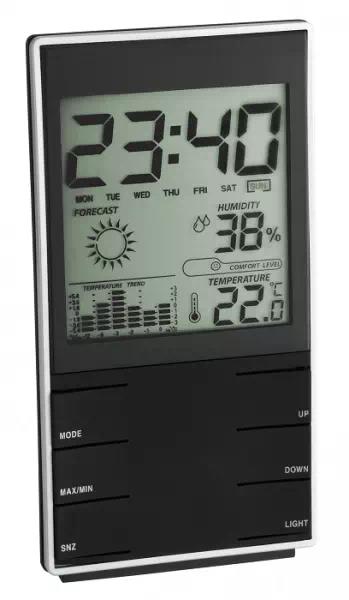 23:40
MON TUE WED THU FRI SAT SUN
FORECAST
HUMIDITY
38%
COMFORT LEVEL
TEMPERATURE TREND
TEMPERATURE
22.0°C
UP
MODE
DOWN
MAX/MIN
LIGHT
SNZ